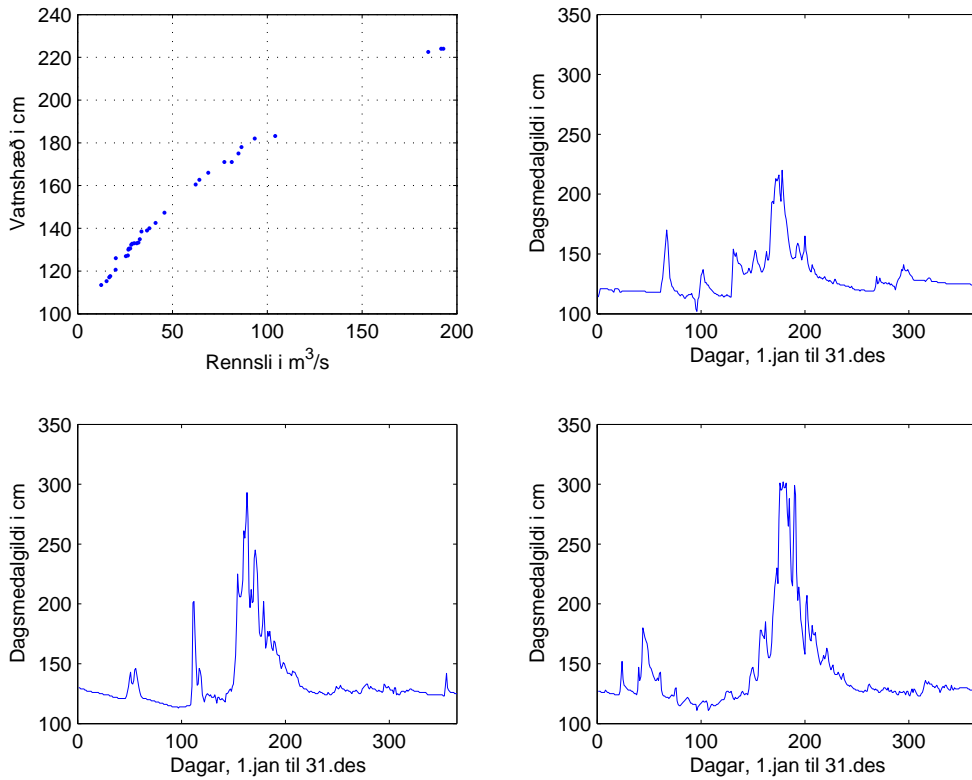 240
220
200
180
160
140
120
100
0 50 100 150 200
Vatnshæð i cm
Rennsli i m³/s
350
300
250
200
150
100
0 100 200 300
Dagsmedalgildi i cm
Dagar, 1.jan til 31.des
350
300
250
200
150
100
0 100 200 300
Dagsmedalgildi i cm
Dagar, 1.jan til 31.des
350
300
250
200
150
100
0 100 200 300
Dagsmedalgildi i cm
Dagar, 1.jan til 31.des